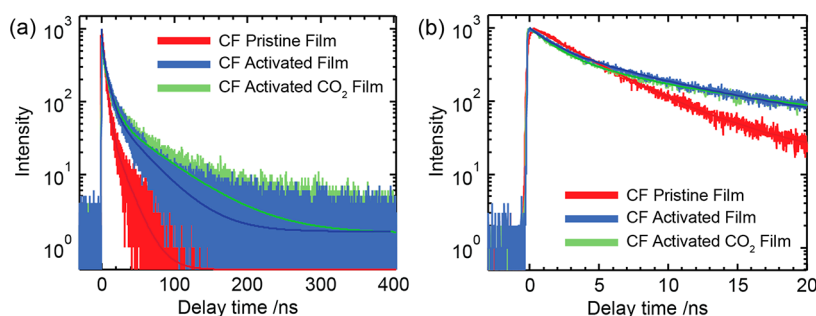 (a)
10³
10²
10¹
10⁰
Intensity
CF Pristine Film
CF Activated Film
CF Activated CO₂ Film
0 100 200 300 400
Delay time /ns
(b)
10³
10²
10¹
10⁰
Intensity
CF Pristine Film
CF Activated Film
CF Activated CO₂ Film
0 5 10 15 20
Delay time /ns